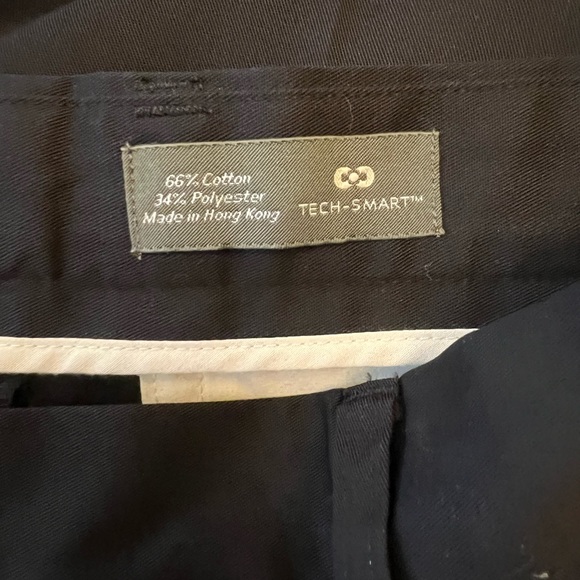 66% Cotton
34% Polyester
Made in Hong Kong
TECH-SMART™